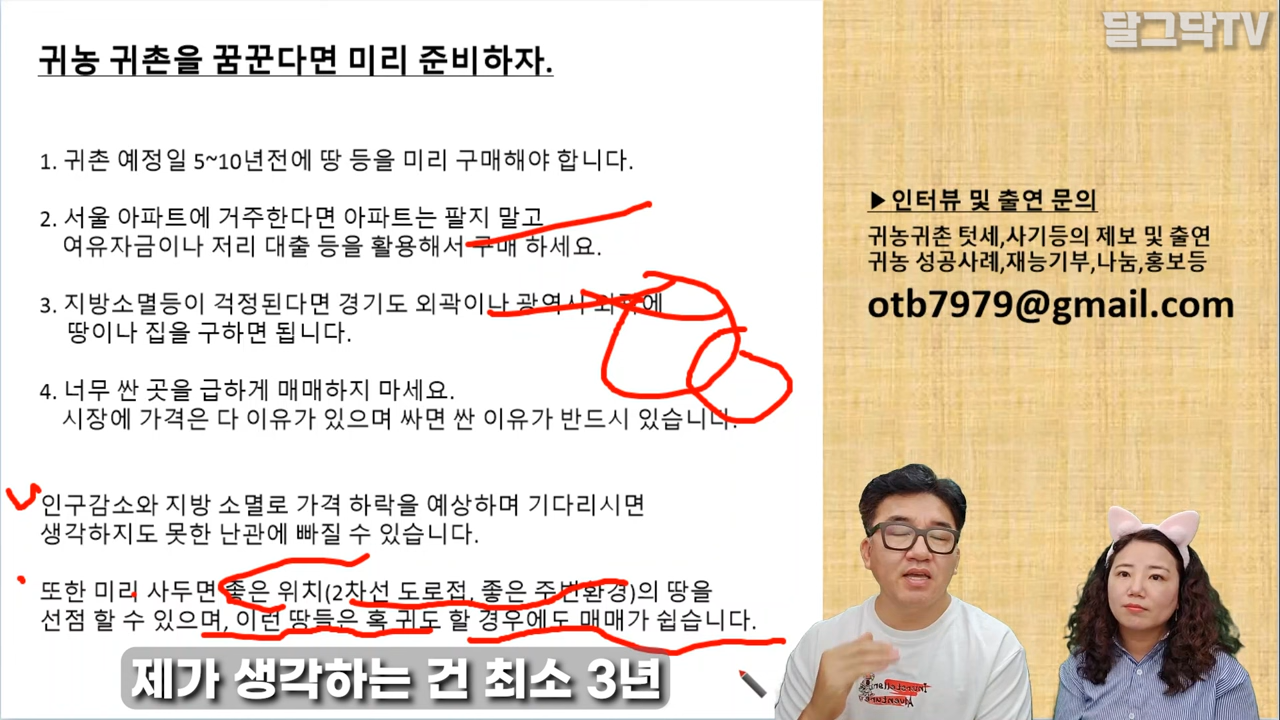 달그닥TV
귀농 귀촌을 꿈꾼다면 미리 준비하자.
1. 귀촌 예정일 5~10년전에 땅 등을 미리 구매해야 합니다.
2. 서울 아파트에 거주한다면 아파트는 팔지 말고
여유자금이나 저리 대출 등을 활용해서 구매 하세요.
3. 지방소멸등이 걱정된다면 경기도 외곽이나 광역시 외곽에
땅이나 집을 구하면 됩니다.
4. 너무 싼 곳을 급하게 매매하지 마세요.
시장에 가격은 다 이유가 있으며 싸면 싼 이유가 반드시 있습니다.
인구감소와 지방 소멸로 가격 하락을 예상하며 기다리시면
생각하지도 못한 난관에 빠질 수 있습니다.
또한 미리 사두면 좋은 위치(2차선 도로접, 좋은 주변환경)의 땅을
선점 할 수 있으며, 이런 땅들은 혹 귀도 할 경우에도 매매가 쉽습니다.
▶인터뷰 및 출연 문의
귀농귀촌 텃세,사기등의 제보 및 출연
귀농 성공사례,재능기부,나눔,홍보등
otb7979@gmail.com
제가 생각하는 건 최소 3년